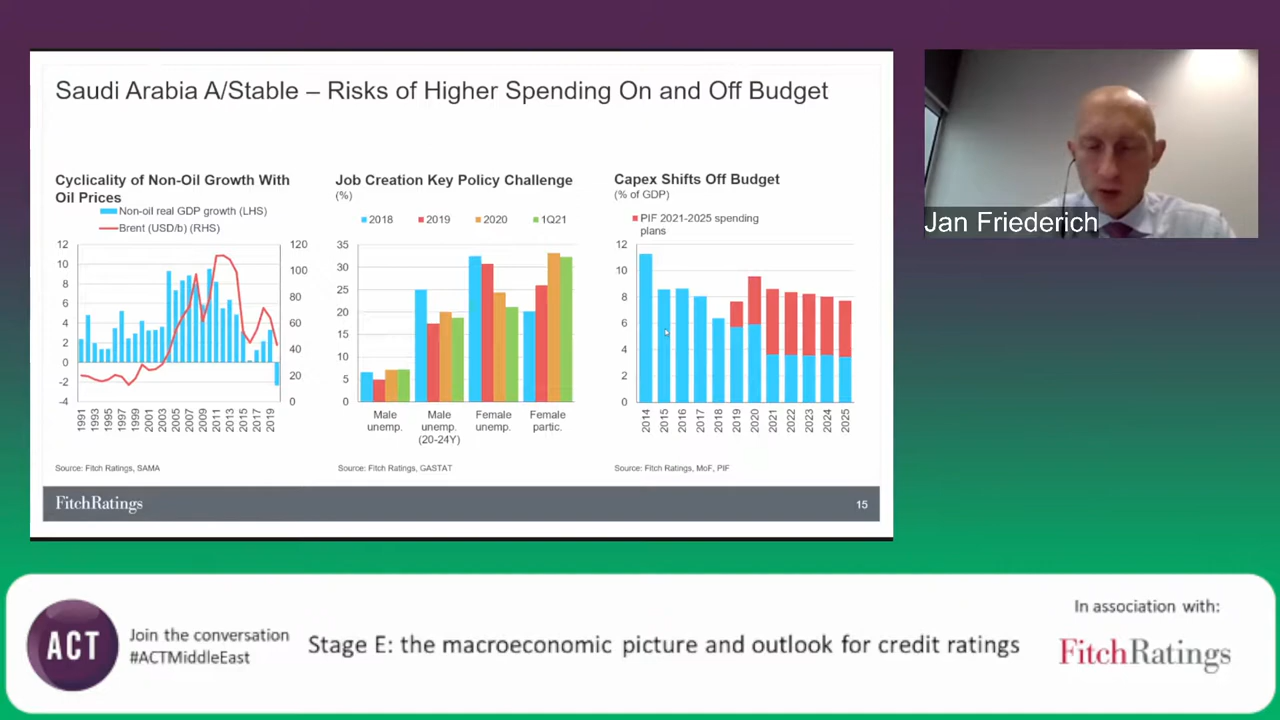 Saudi Arabia A/Stable – Risks of Higher Spending On and Off Budget
Cyclicality of Non-Oil Growth With
Oil Prices
Non-oil real GDP growth (LHS)
Brent (USD/b) (RHS)
12
10
8
6
4
2
0
-2
-4
120
100
80
60
40
20
0
1991
1993
1995
1997
1999
2001
2003
2005
2007
2009
2011
2013
2015
2017
2019
Source: Fitch Ratings, SAMA
Job Creation Key Policy Challenge
(%)
2018 2019 2020 1Q21
35
30
25
20
15
10
5
0
Male
unemp.
Male
unemp.
(20-24Y)
Female
unemp.
Female
partic.
Source: Fitch Ratings, GASTAT
Capex Shifts Off Budget
(% of GDP)
PIF 2021-2025 spending
plans
12
10
8
6
4
2
0
2014
2015
2016
2017
2018
2019
2020
2021
2022
2023
2024
2025
Source: Fitch Ratings, MoF, PIF
FitchRatings
15
Jan Friederich
ACT
Join the conversation
#ACTMiddleEast
Stage E: the macroeconomic picture and outlook for credit ratings
In association with:
FitchRatings